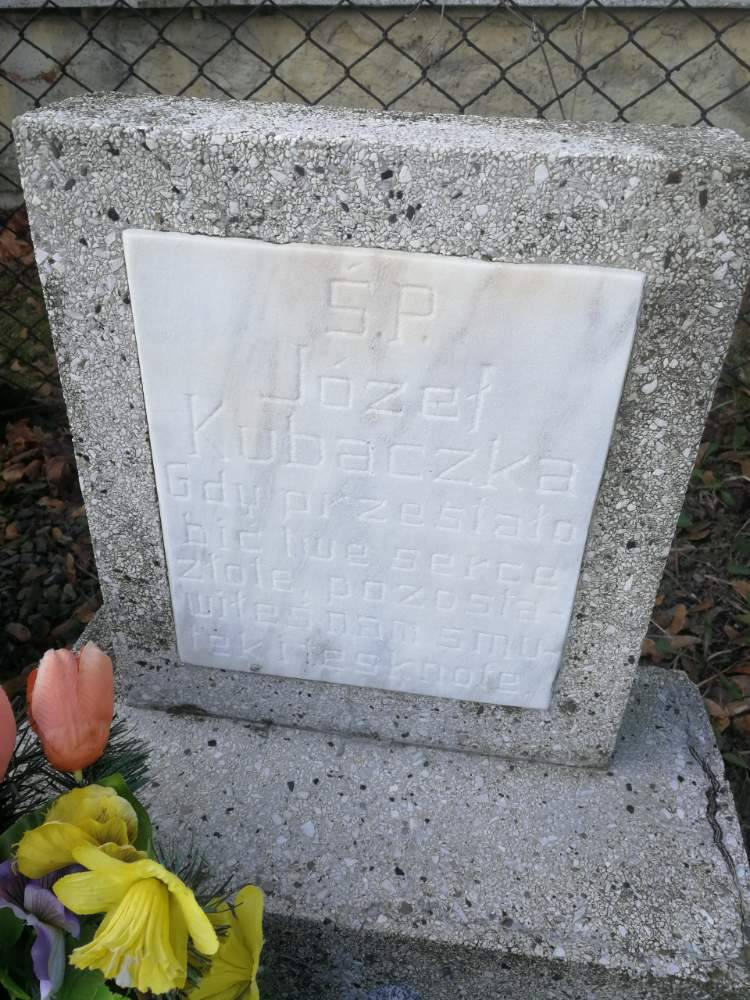 Ś.P.
Józef
Kubaczka
Gdy przestało
bić twe serce
złote, pozosta-
wiłeś nam smu-
tek i tęsknotę